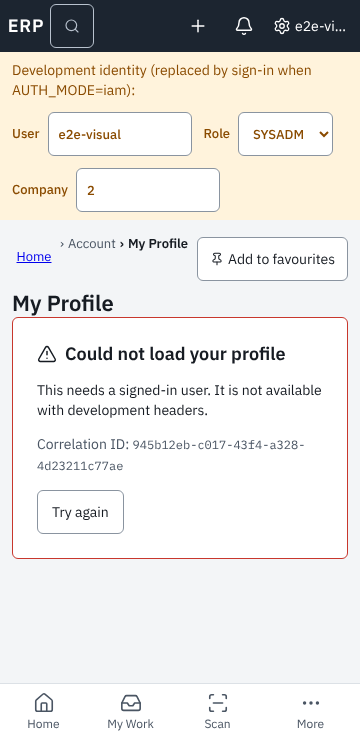 ERP
e2e-vi...
Development identity (replaced by sign-in when
AUTH_MODE=iam):
User e2e-visual Role SYSADM
Company 2
Home › Account › My Profile
Add to favourites
My Profile
Could not load your profile
This needs a signed-in user. It is not available
with development headers.
Correlation ID: 945b12eb-c017-43f4-a328-
4d23211c77ae
Try again
Home My Work Scan More